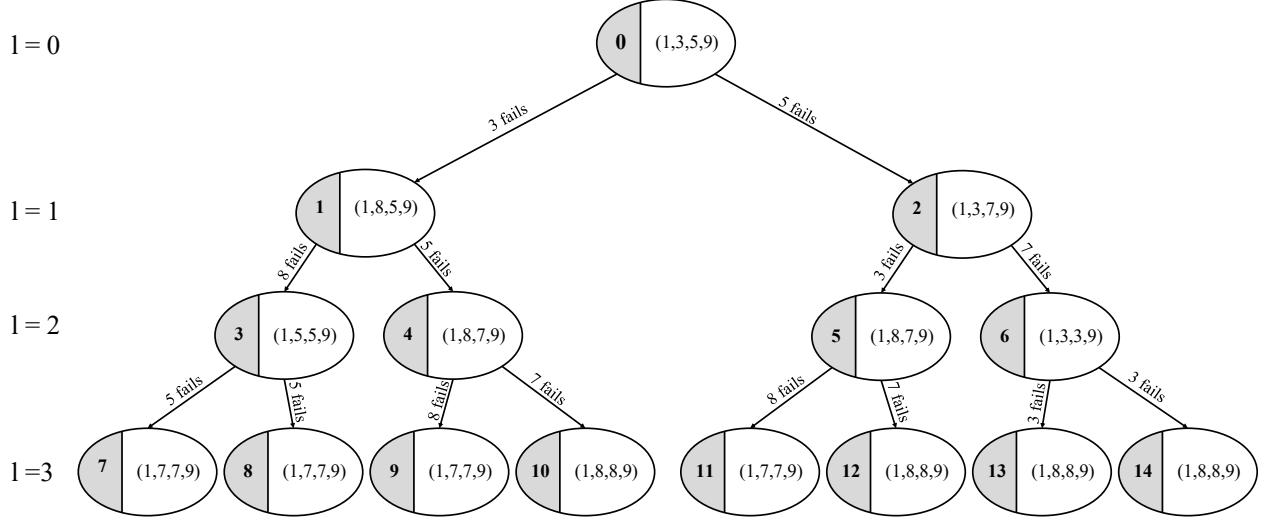 l = 0
0 (1,3,5,9)
3 fails
5 fails
l = 1
1 (1,8,5,9)
2 (1,3,7,9)
8 fails
5 fails
3 fails
7 fails
l = 2
3 (1,5,5,9)
4 (1,8,7,9)
5 (1,8,7,9)
6 (1,3,3,9)
5 fails
5 fails
8 fails
7 fails
8 fails
7 fails
3 fails
3 fails
l =3
7 (1,7,7,9)
8 (1,7,7,9)
9 (1,7,7,9)
10 (1,8,8,9)
11 (1,7,7,9)
12 (1,8,8,9)
13 (1,8,8,9)
14 (1,8,8,9)